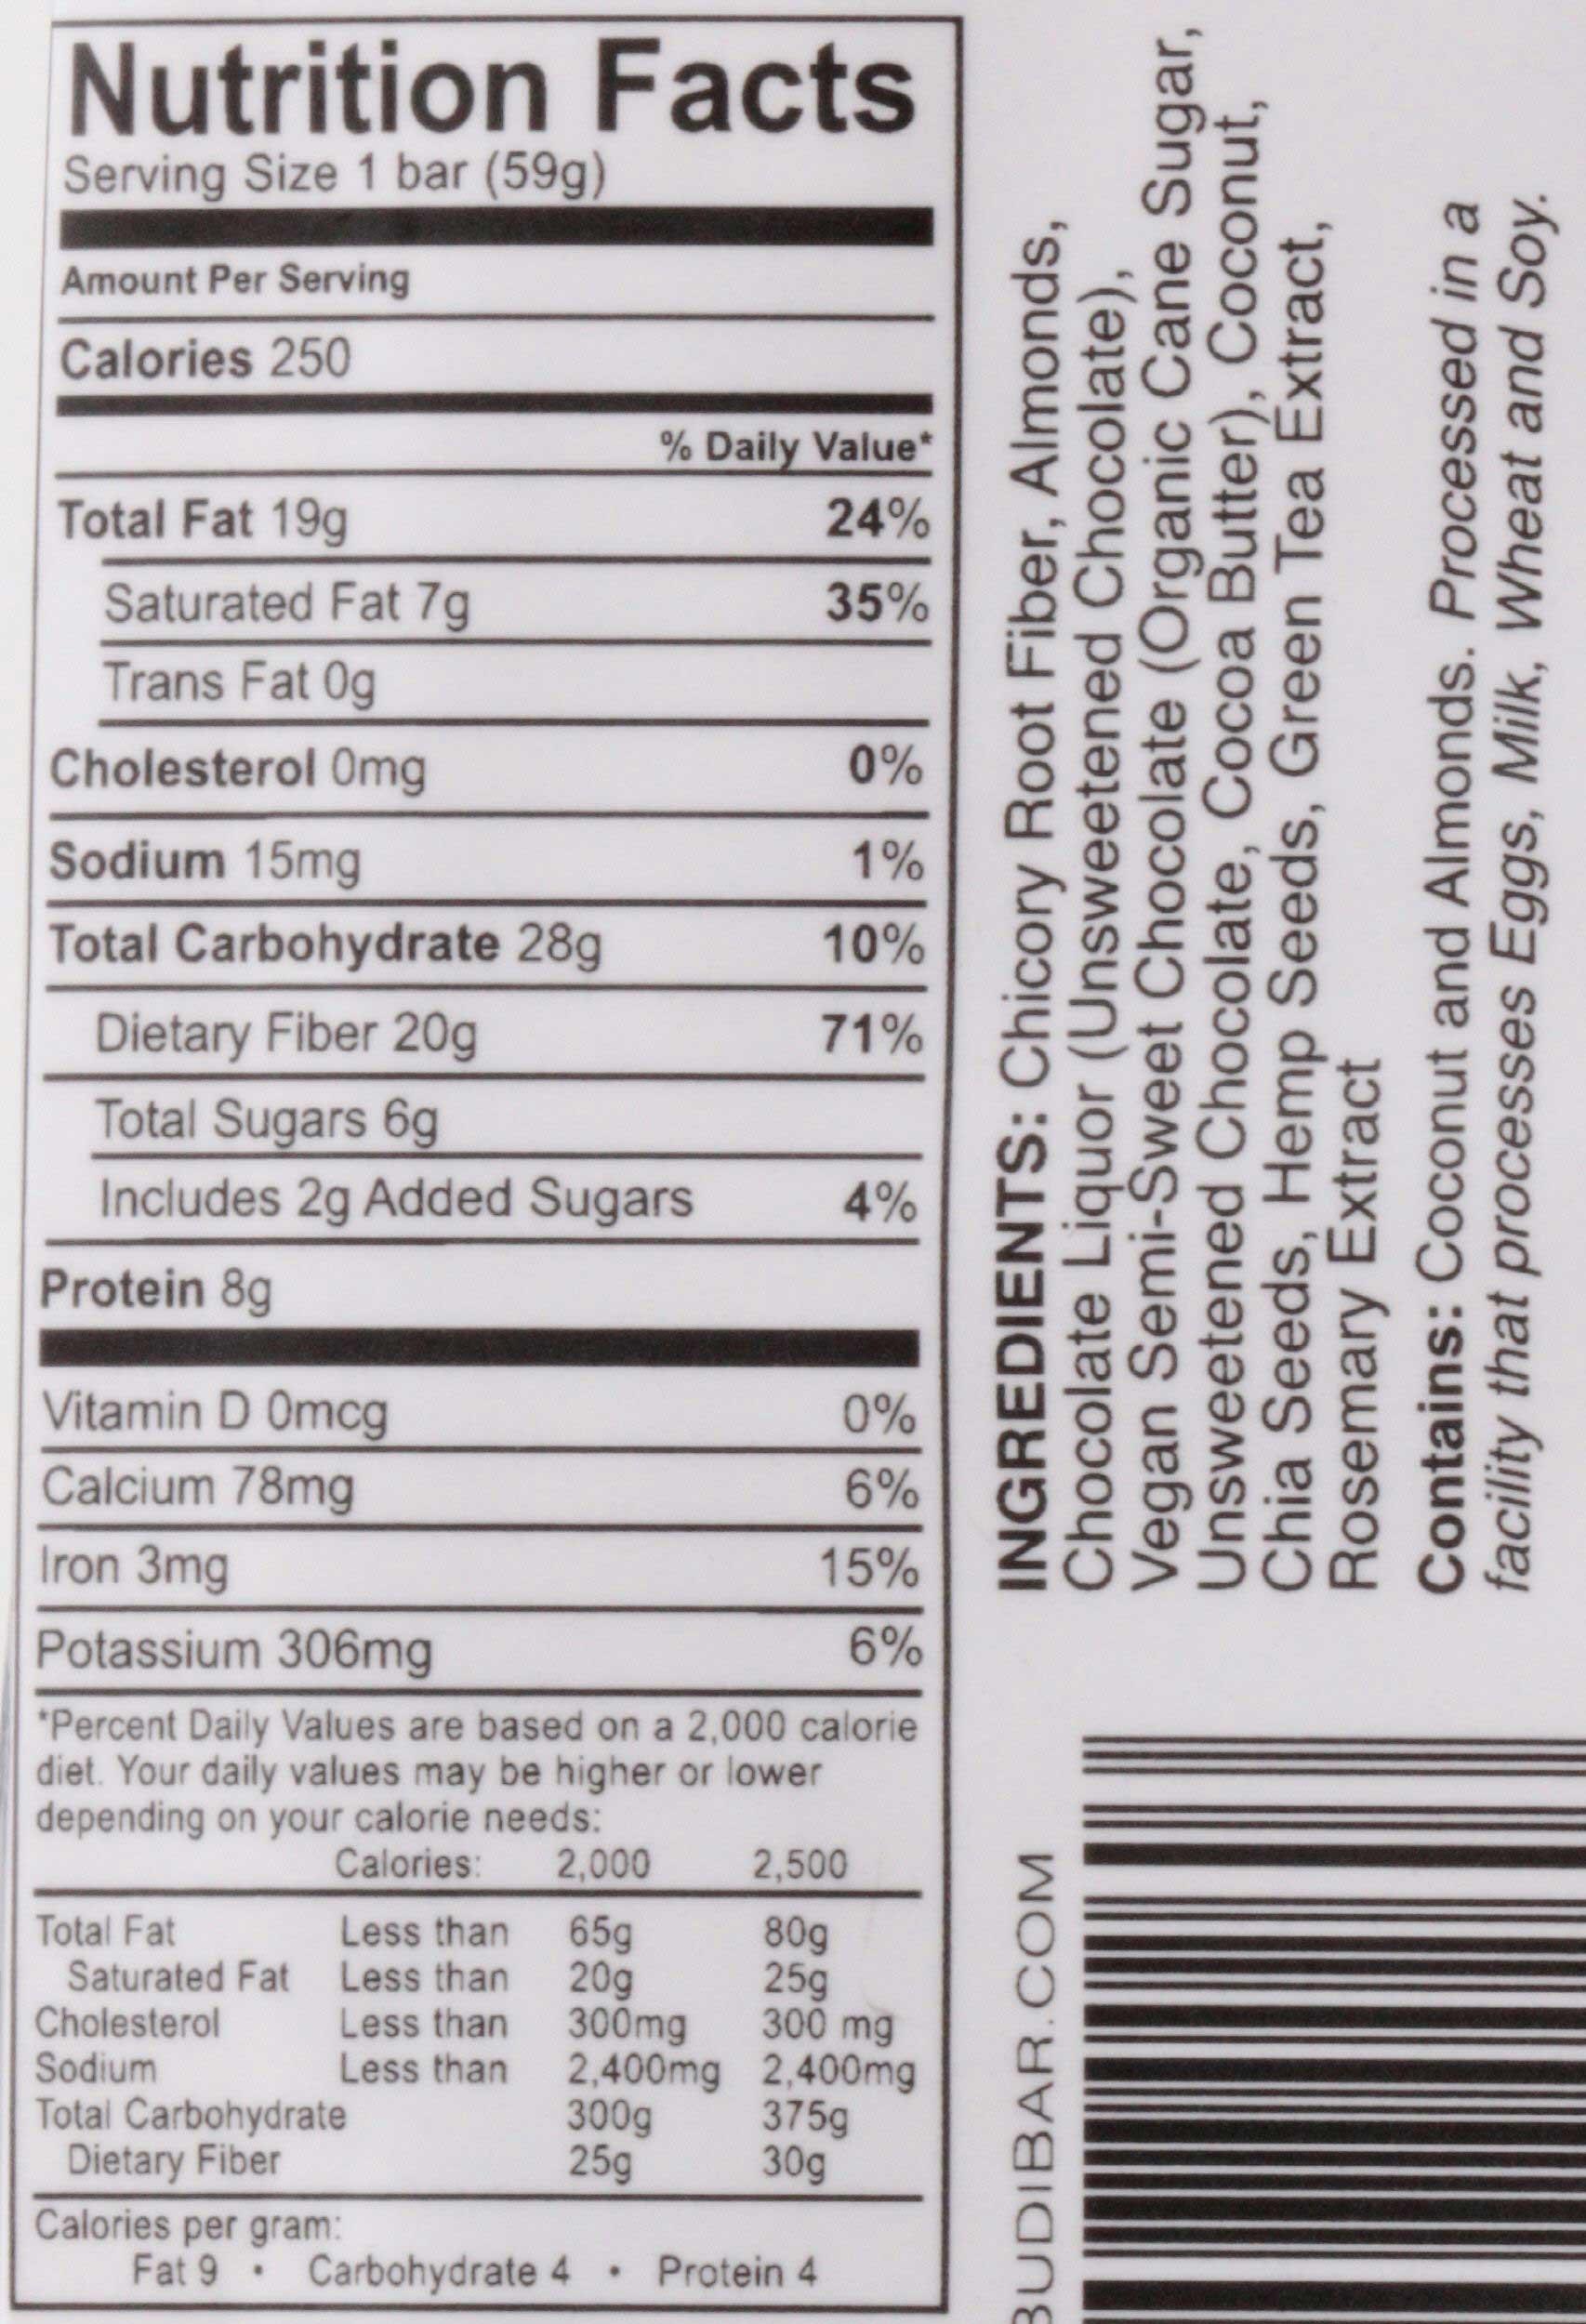 Nutrition Facts
Serving Size 1 bar (59g)
Amount Per Serving
Calories 250
% Daily Value*
Total Fat 19g 24%
Saturated Fat 7g 35%
Trans Fat 0g
Cholesterol 0mg 0%
Sodium 15mg 1%
Total Carbohydrate 28g 10%
Dietary Fiber 20g 71%
Total Sugars 6g
Includes 2g Added Sugars 4%
Protein 8g
Vitamin D 0mcg 0%
Calcium 78mg 6%
Iron 3mg 15%
Potassium 306mg 6%
*Percent Daily Values are based on a 2,000 calorie
diet. Your daily values may be higher or lower
depending on your calorie needs:
Calories: 2,000 2,500
Total Fat Less than 65g 80g
Saturated Fat Less than 20g 25g
Cholesterol Less than 300mg 300 mg
Sodium Less than 2,400mg 2,400mg
Total Carbohydrate 300g 375g
Dietary Fiber 25g 30g
Calories per gram:
Fat 9 • Carbohydrate 4 • Protein 4
INGREDIENTS: Chicory Root Fiber, Almonds,
Chocolate Liquor (Unsweetened Chocolate),
Vegan Semi-Sweet Chocolate (Organic Cane Sugar,
Unsweetened Chocolate, Cocoa Butter), Coconut,
Chia Seeds, Hemp Seeds, Green Tea Extract,
Rosemary Extract
Contains: Coconut and Almonds. Processed in a
facility that processes Eggs, Milk, Wheat and Soy.
BUDIBAR.COM